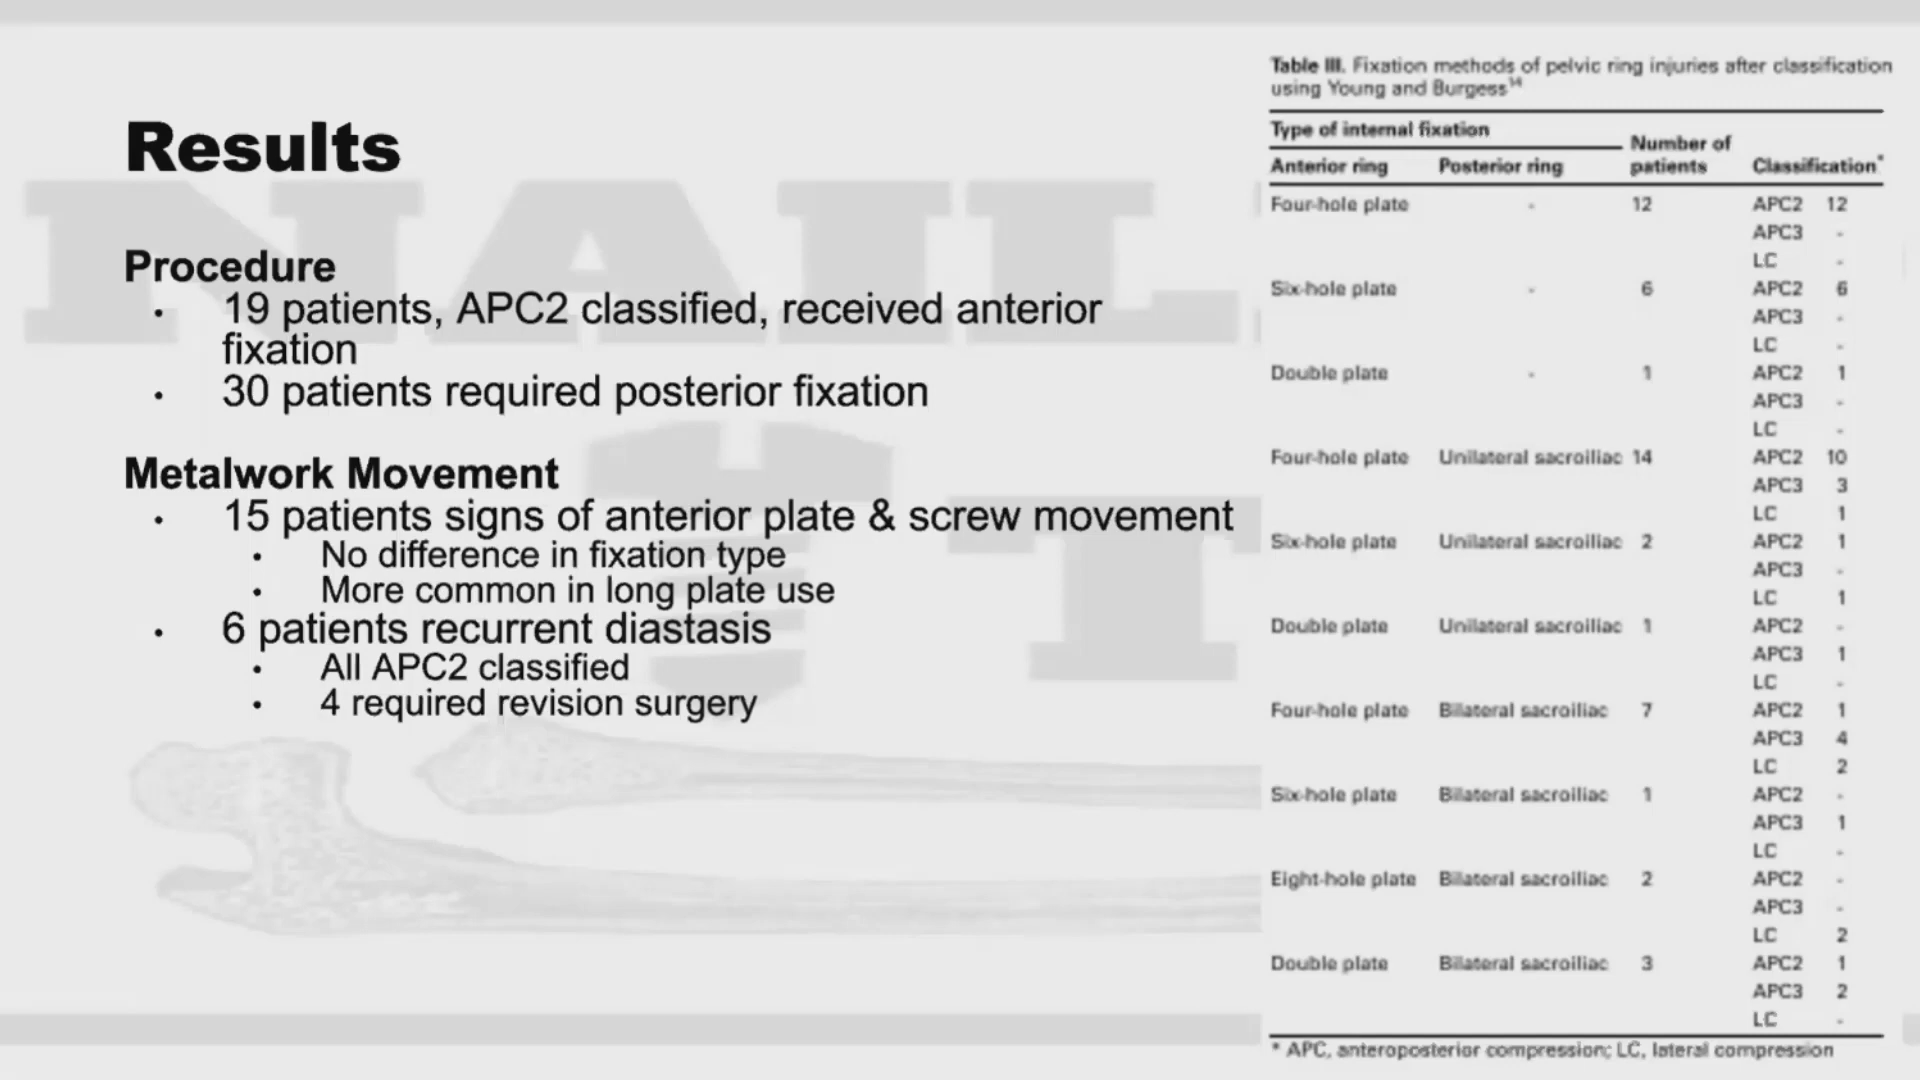 Results
Procedure
• 19 patients, APC2 classified, received anterior
fixation
• 30 patients required posterior fixation
Metalwork Movement
• 15 patients signs of anterior plate & screw movement
• No difference in fixation type
• More common in long plate use
• 6 patients recurrent diastasis
• All APC2 classified
• 4 required revision surgery
Table III. Fixation methods of pelvic ring injuries after classification
using Young and Burgess14
Type of internal fixation
Number of
Anterior ring Posterior ring patients Classification*
Four-hole plate - 12 APC2 12
APC3 -
LC -
Six-hole plate - 6 APC2 6
APC3 -
LC -
Double plate - 1 APC2 1
APC3 -
LC -
Four-hole plate Unilateral sacroiliac 14 APC2 10
APC3 3
LC 1
Six-hole plate Unilateral sacroiliac 2 APC2 1
APC3 -
LC 1
Double plate Unilateral sacroiliac 1 APC2 -
APC3 1
LC -
Four-hole plate Bilateral sacroiliac 7 APC2 1
APC3 4
LC 2
Six-hole plate Bilateral sacroiliac 1 APC2 -
APC3 1
LC -
Eight-hole plate Bilateral sacroiliac 2 APC2 -
APC3 -
LC 2
Double plate Bilateral sacroiliac 3 APC2 1
APC3 2
LC -
* APC, anteroposterior compression; LC, lateral compression
NAIL
T